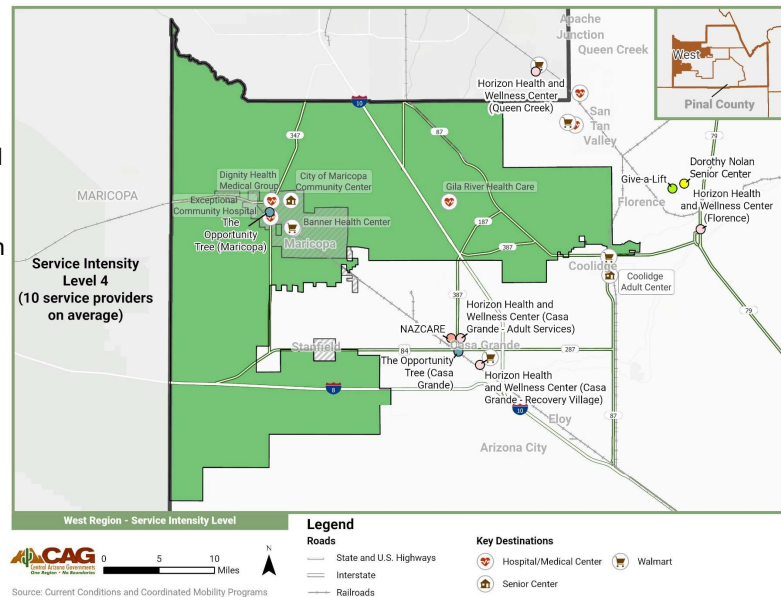 Apache
Junction
Queen Creek
West
Pinal County
Horizon Health and
Wellness Center
(Queen Creek)
San
Tan
Valley
10
347
87
79
Dignity Health
Medical Group
City of Maricopa
Community Center
Gila River Health Care
Give-a-Lift
Dorothy Nolan
Senior Center
MARICOPA
Exceptional
Community Hospital
Florence
Horizon Health
and Wellness Center
(Florence)
The
Opportunity
Tree (Maricopa)
Banner Health Center
Maricopa
187
387
Service Intensity
Level 4
(10 service providers
on average)
Coolidge
Coolidge
Adult Center
387
79
Horizon Health and
Wellness Center (Casa
Grande - Adult Services)
NAZCARE
Casa Grande
Stanfield
84
287
The Opportunity
Tree (Casa
Grande)
Horizon Health
and Wellness Center (Casa
Grande - Recovery Village)
8
10
87
Eloy
Arizona City
West Region - Service Intensity Level
Legend
Roads
State and U.S. Highways
Interstate
Railroads
Key Destinations
Hospital/Medical Center
Walmart
Senior Center
CAG
Central Arizona Governments
One Region - No Boundaries
0 5 10
Miles
N
Source: Current Conditions and Coordinated Mobility Programs